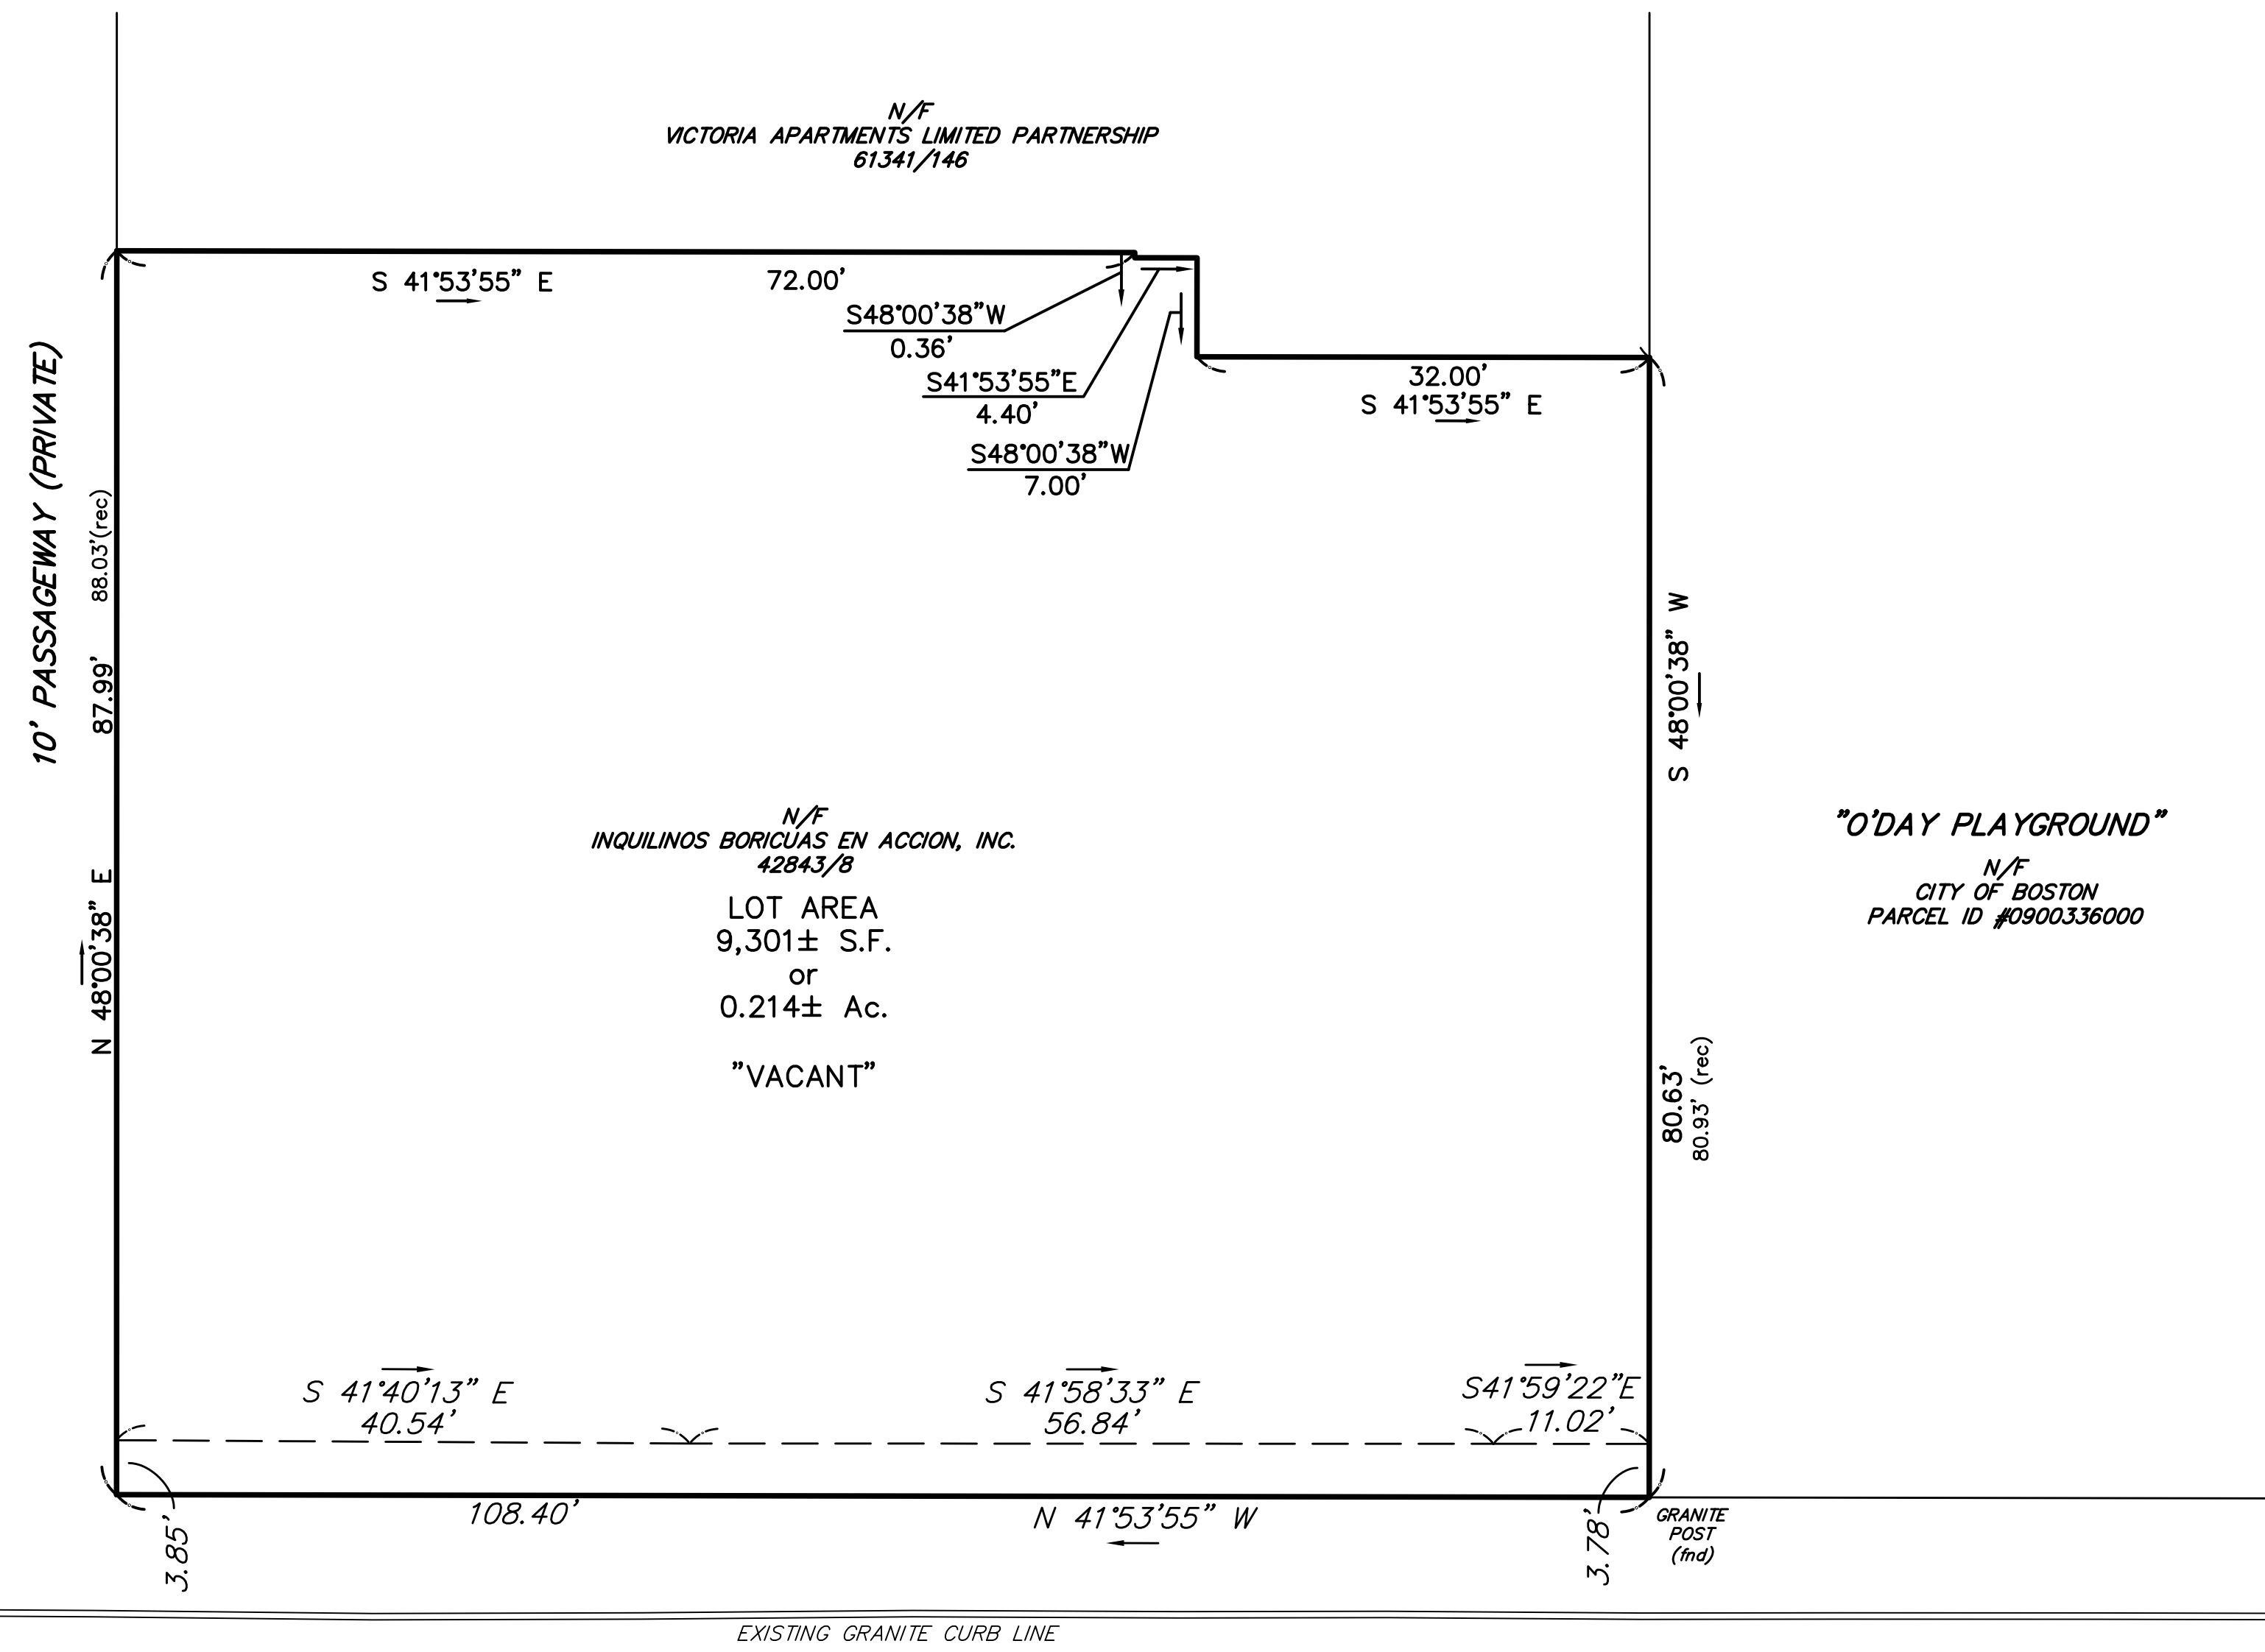 N/F
VICTORIA APARTMENTS LIMITED PARTNERSHIP
61341/146
S 41°53'55" E
72.00'
S48°00'38"W
0.36'
S41°53'55"E
4.40'
S48°00'38"W
7.00'
32.00'
S 41°53'55" E
10' PASSAGEWAY (PRIVATE)
88.03'(rec)
87.99'
N 48°00'38" E
S 48°00'38" W
80.63'
80.93' (rec)
N/F
INQUILINOS BORICUAS EN ACCION, INC.
42843/8
LOT AREA
9,301± S.F.
or
0.214± Ac.
"VACANT"
"O'DAY PLAYGROUND"
N/F
CITY OF BOSTON
PARCEL ID #0900336000
S 41°40'13" E
40.54'
S 41°58'33" E
56.84'
S41°59'22"E
11.02'
3.85'
108.40'
N 41°53'55" W
3.78'
GRANITE
POST
(fnd)
EXISTING GRANITE CURB LINE